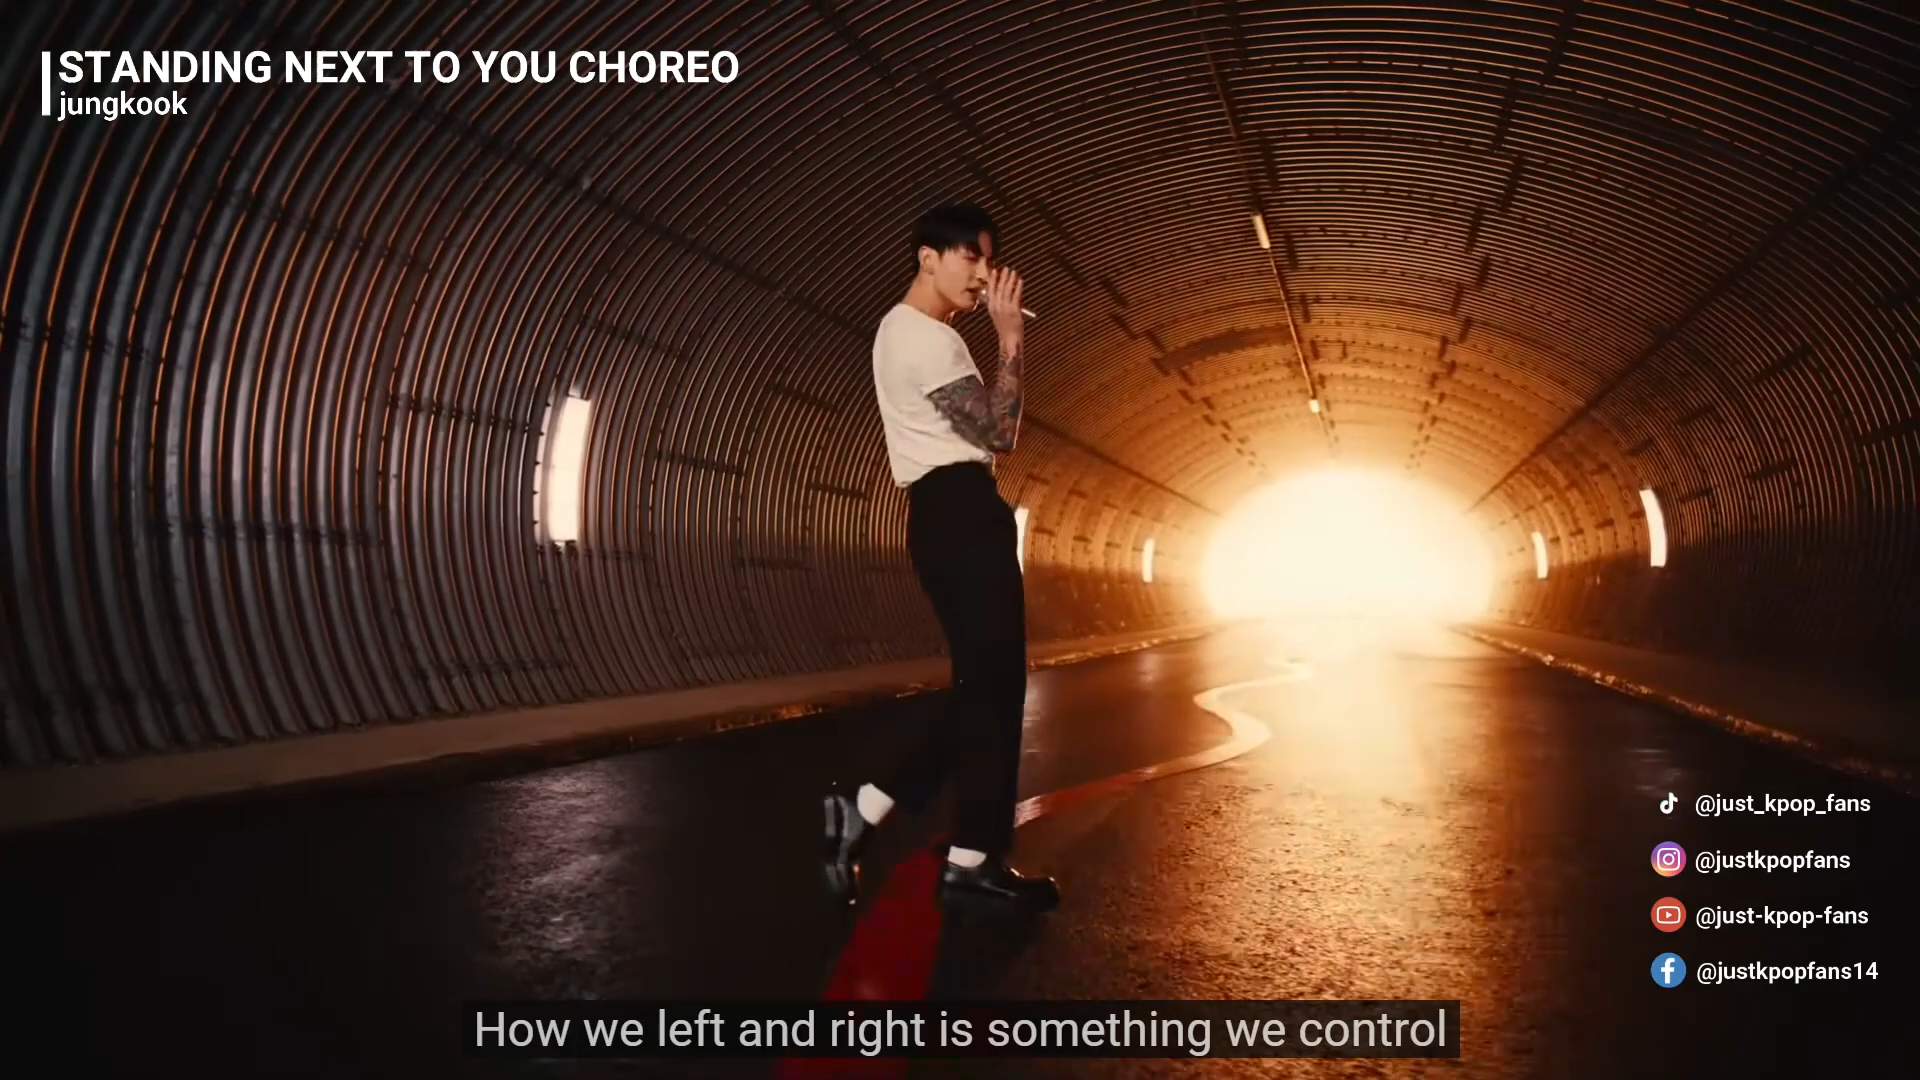 STANDING NEXT TO YOU CHOREO
jungkook
@just_kpop_fans
@justkpopfans
@just-kpop-fans
@justkpopfans14
How we left and right is something we control